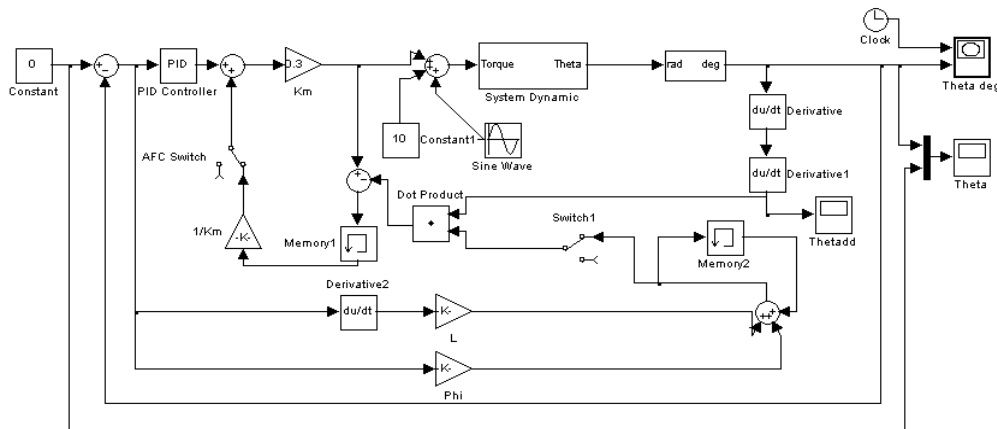 Clock
0
PID
0.3
Torque Theta
rad deg
Constant
PID Controller
Km
System Dynamic
Theta deg
du/dt
Derivative
10
Constant1
Sine Wave
AFC Switch
du/dt
Derivative1
Theta
Dot Product
Switch1
1/Km
-K-
Memory1
Memory2
Thetadd
Derivative2
du/dt
K-
L
K-
Phi